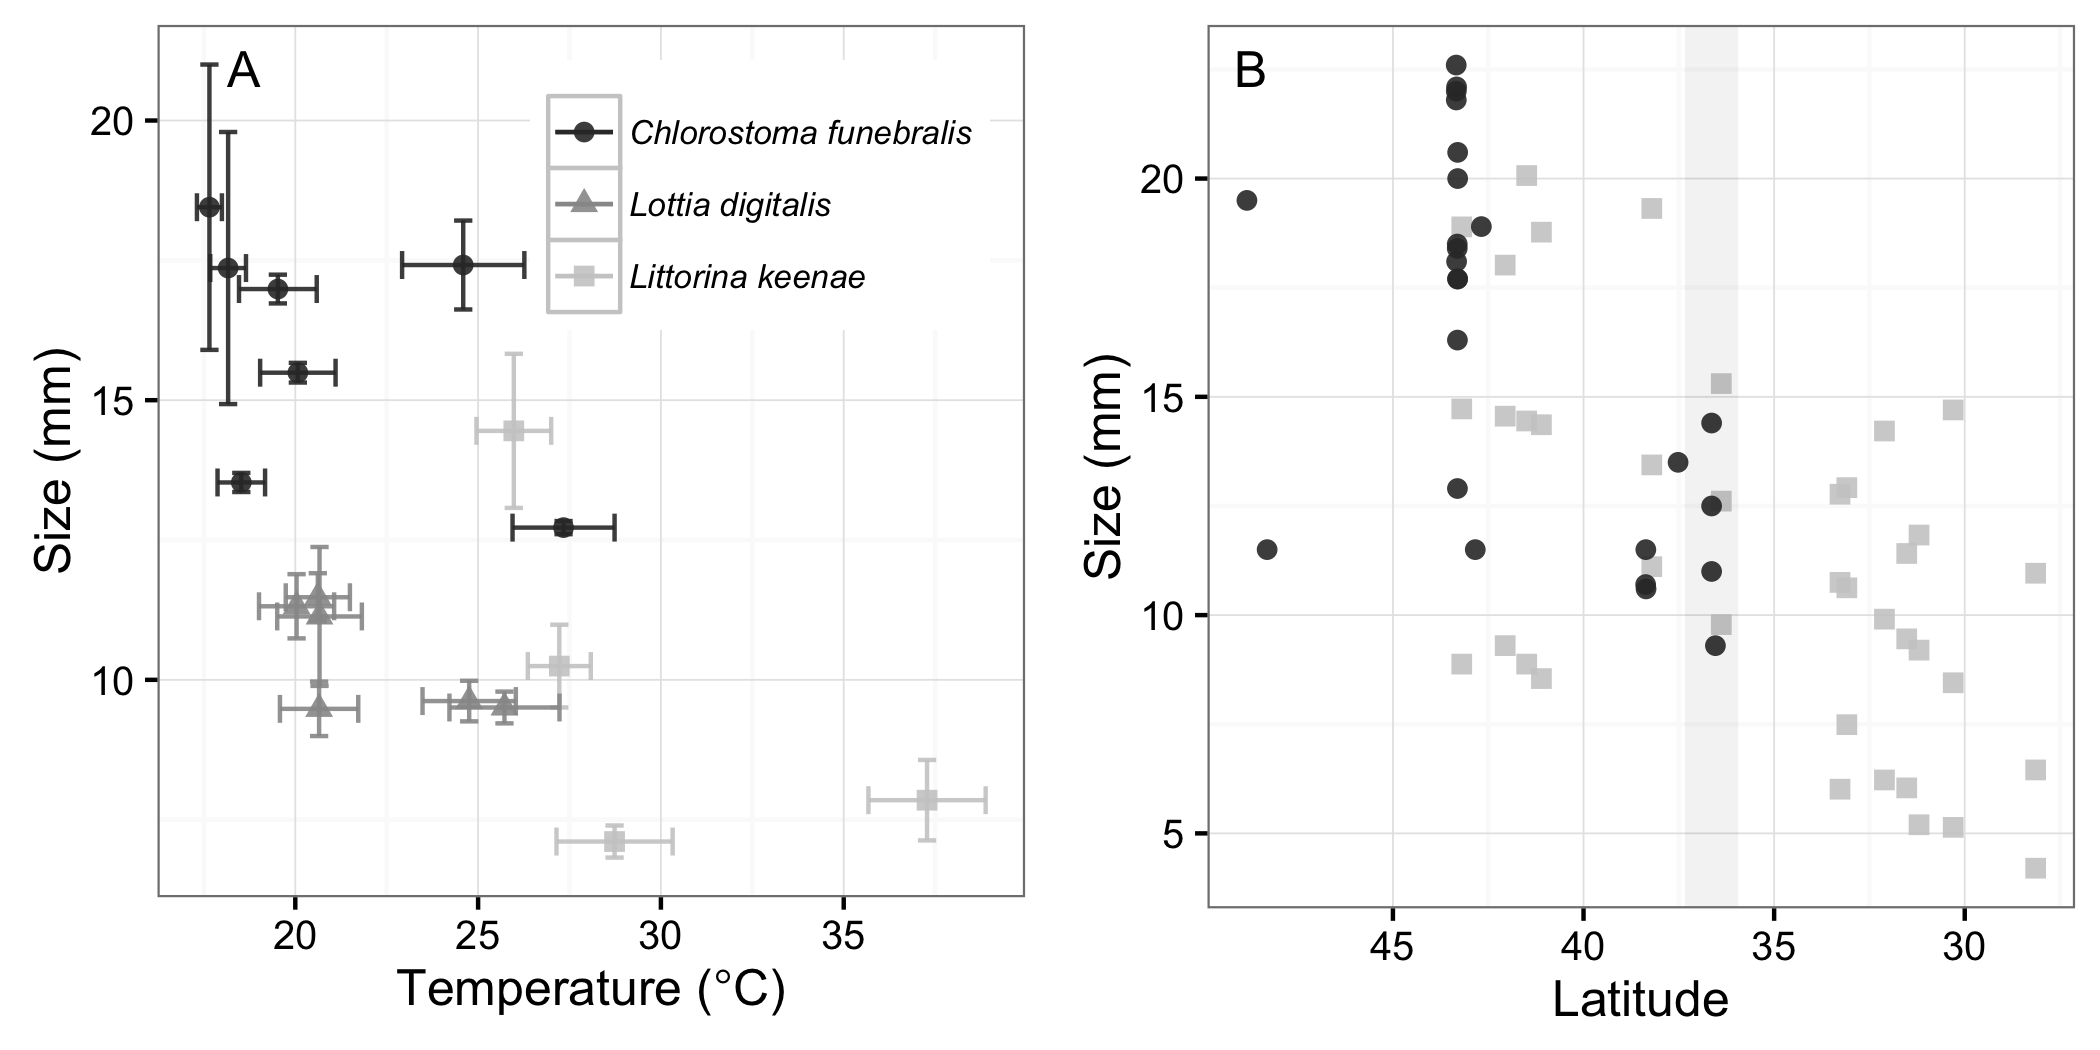 A
Chlorostoma funebralis
Lottia digitalis
Littorina keenae
20
15
10
Size (mm)
20
25
30
35
Temperature (°C)
B
20
15
10
5
Size (mm)
45
40
35
30
Latitude